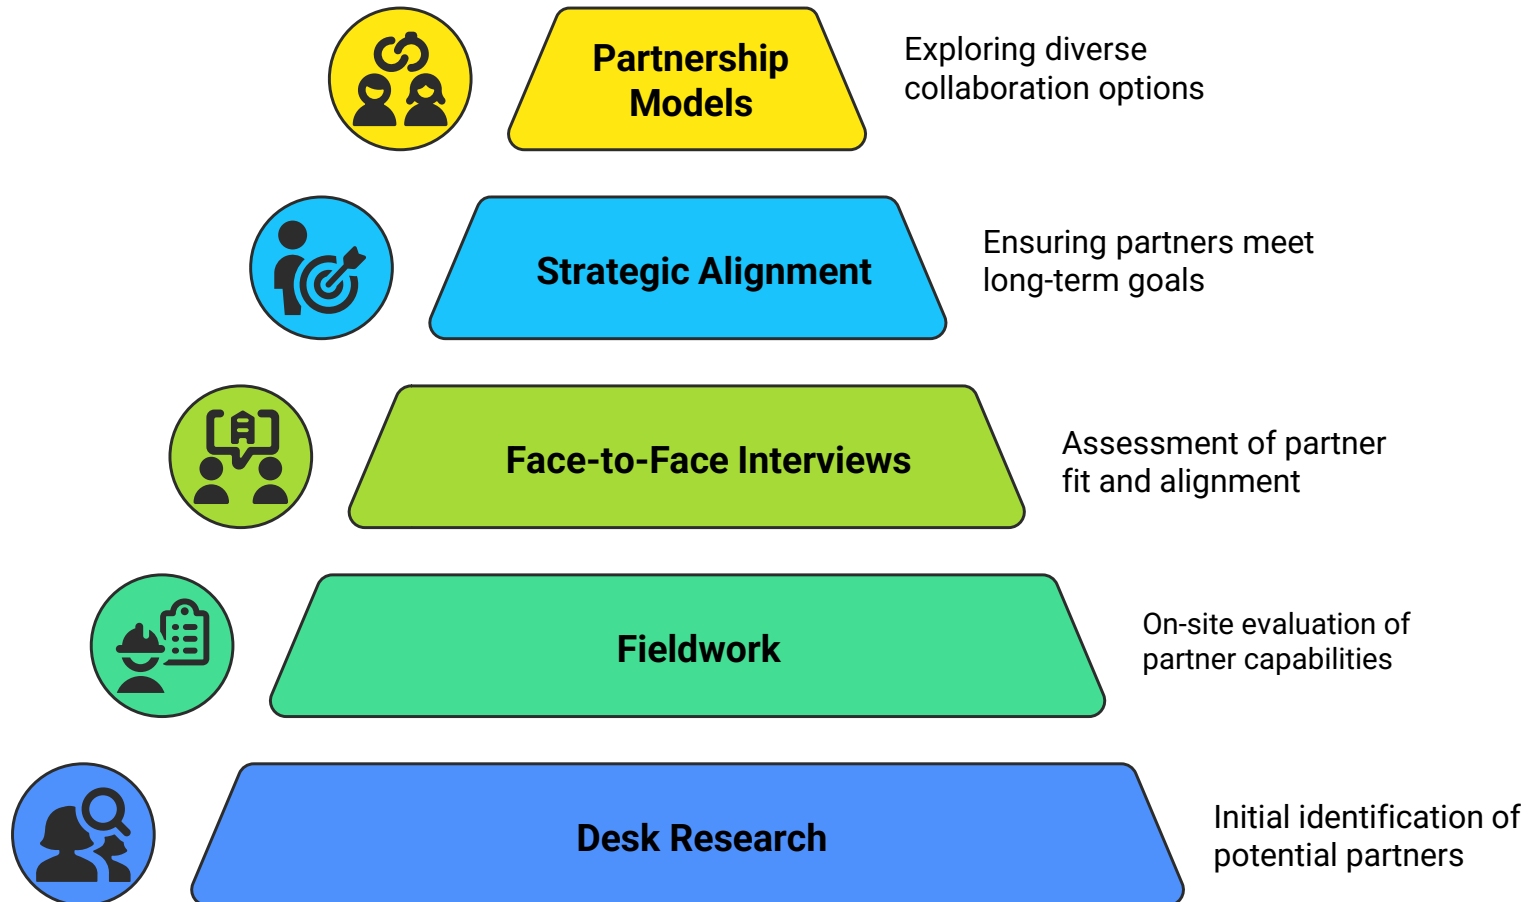 Partnership
Models
Exploring diverse
collaboration options
Strategic Alignment
Ensuring partners meet
long-term goals
Face-to-Face Interviews
Assessment of partner
fit and alignment
Fieldwork
On-site evaluation of
partner capabilities
Desk Research
Initial identification of
potential partners